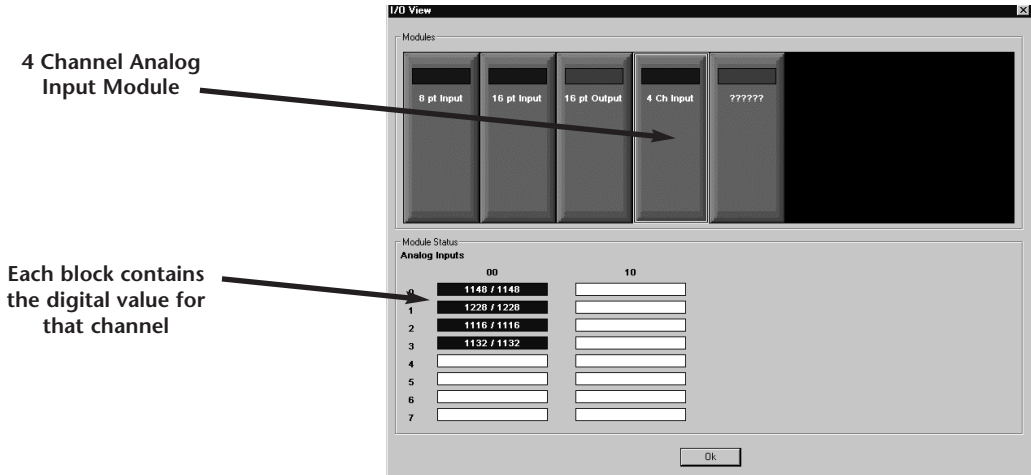 I/O View
Modules
4 Channel Analog
Input Module
8 pt Input
16 pt Input
16 pt Output
4 Ch Input
??????
Module Status
Analog Inputs
Each block contains
the digital value for
that channel
00
10
0
1148 / 1148
1
1228 / 1228
2
1116 / 1116
3
1132 / 1132
4
5
6
7
Ok